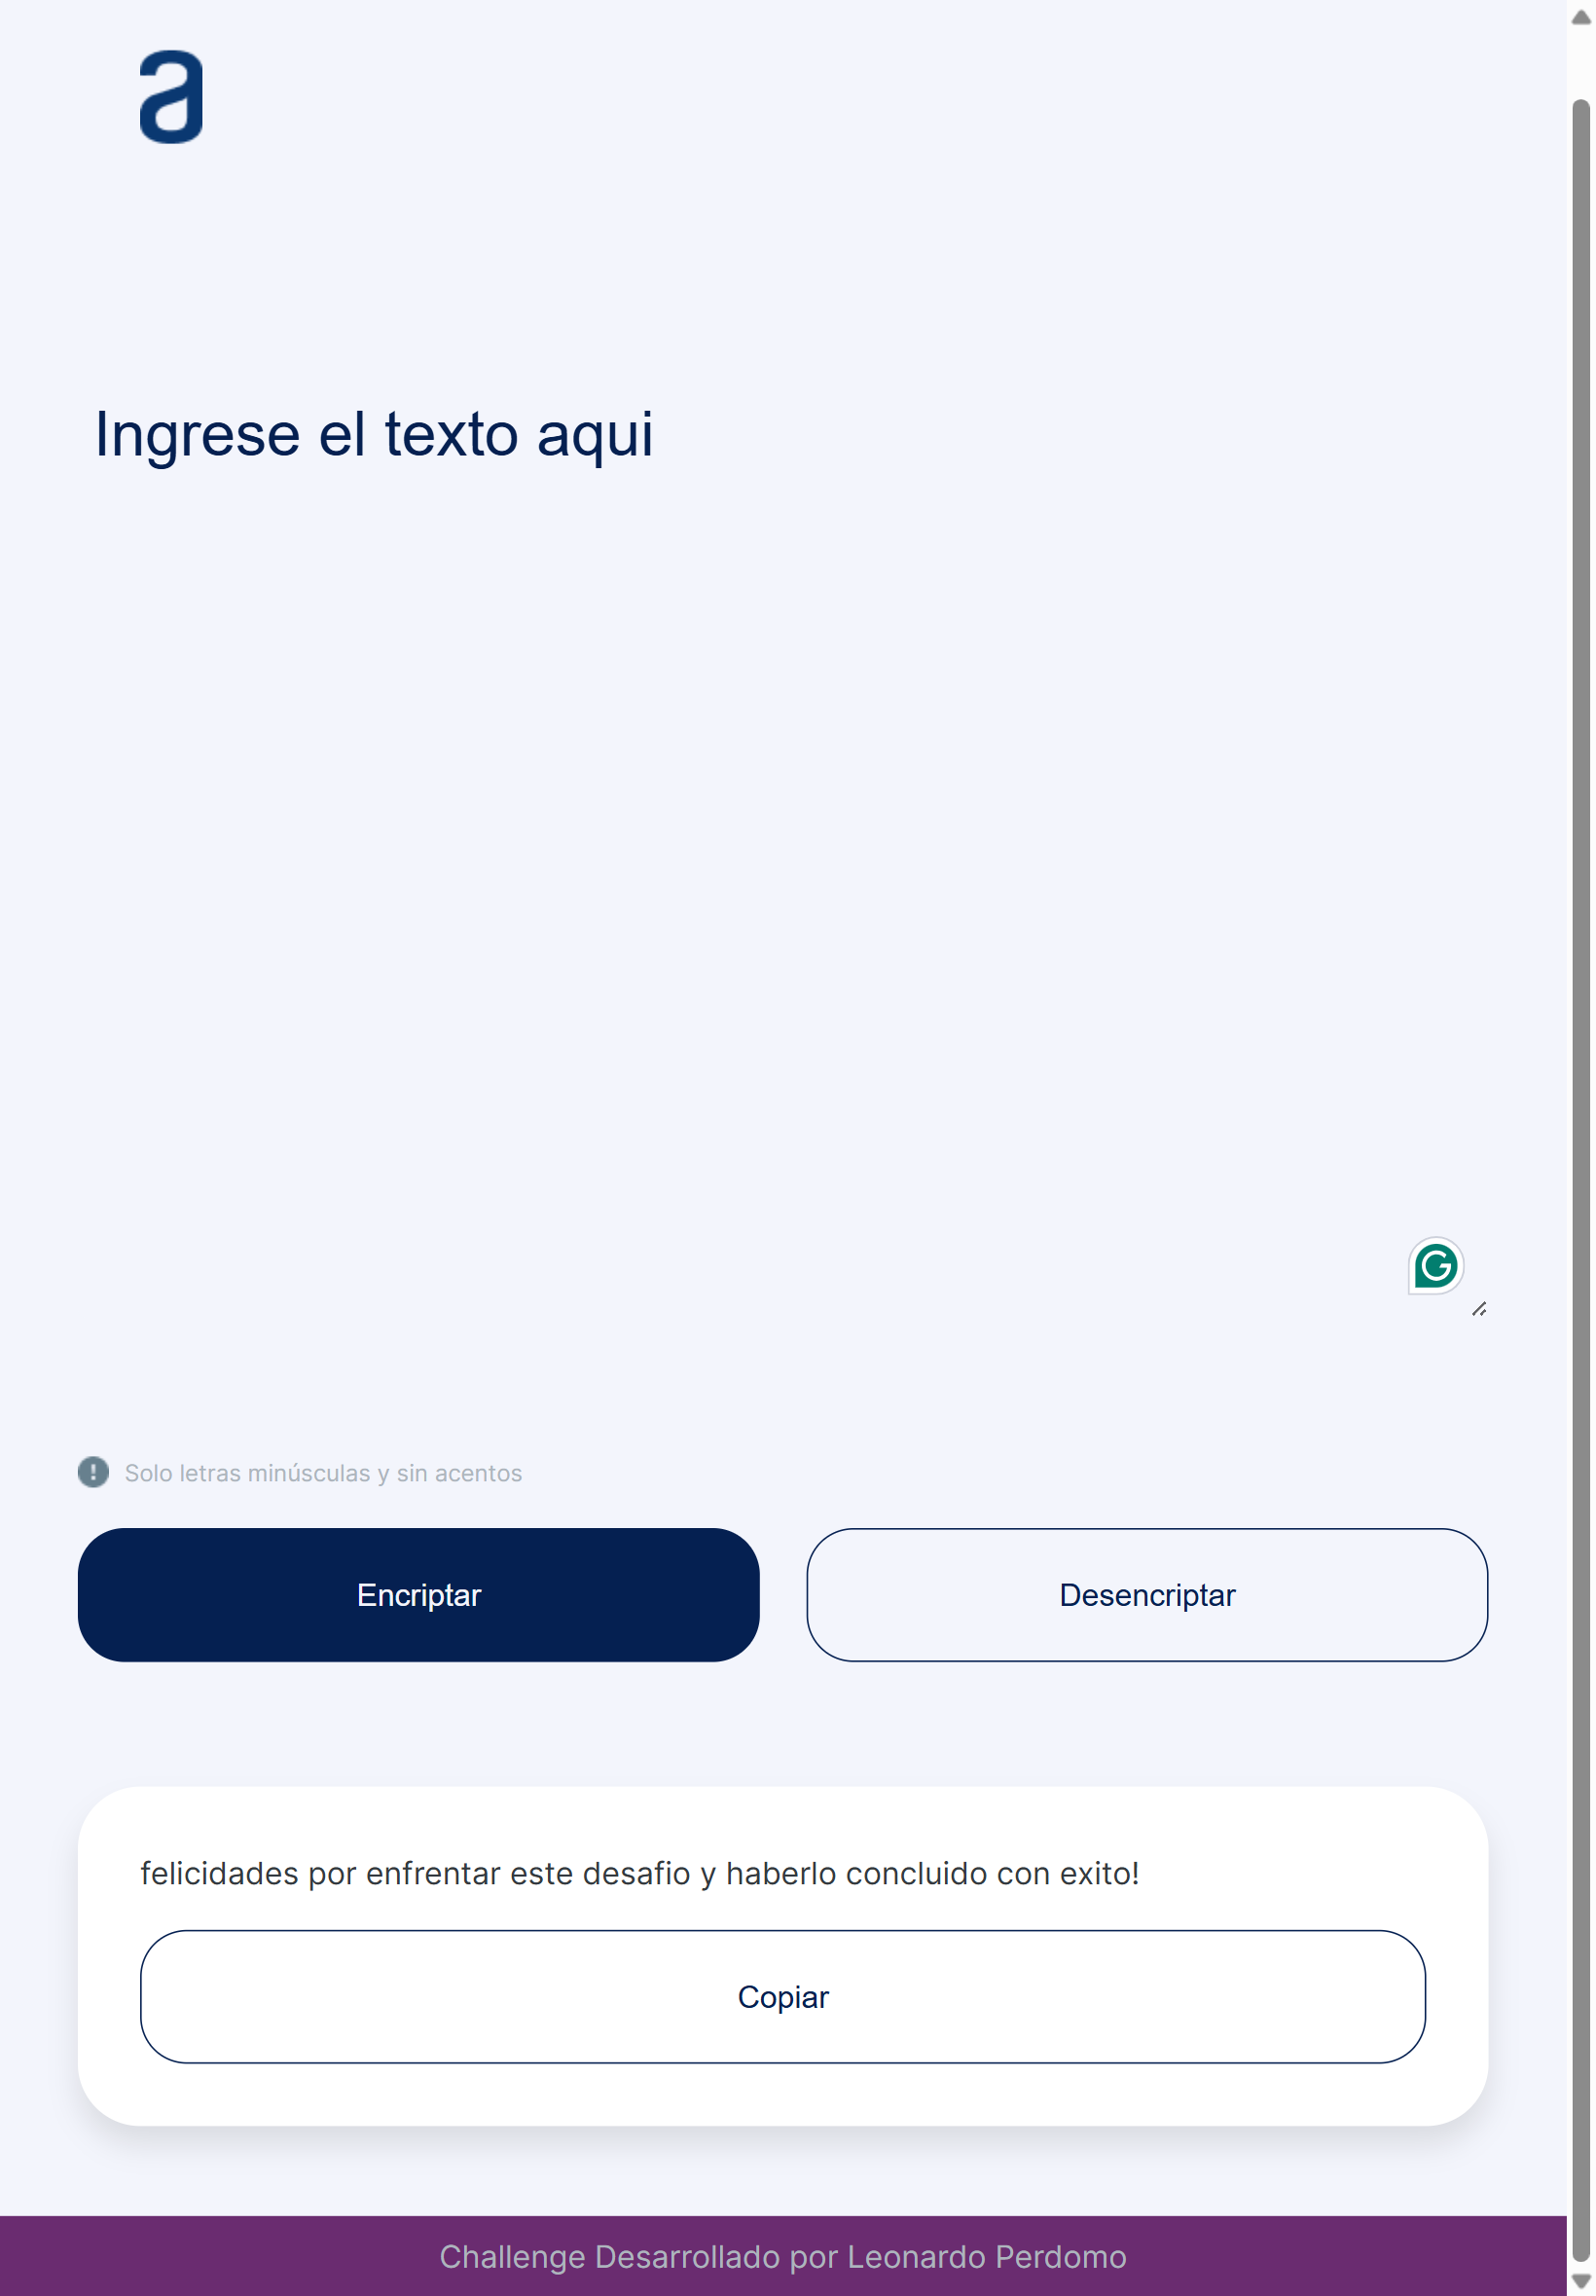 a
Ingrese el texto aqui
G
! Solo letras minúsculas y sin acentos
Encriptar
Desencriptar
felicidades por enfrentar este desafio y haberlo concluido con exito!
Copiar
Challenge Desarrollado por Leonardo Perdomo